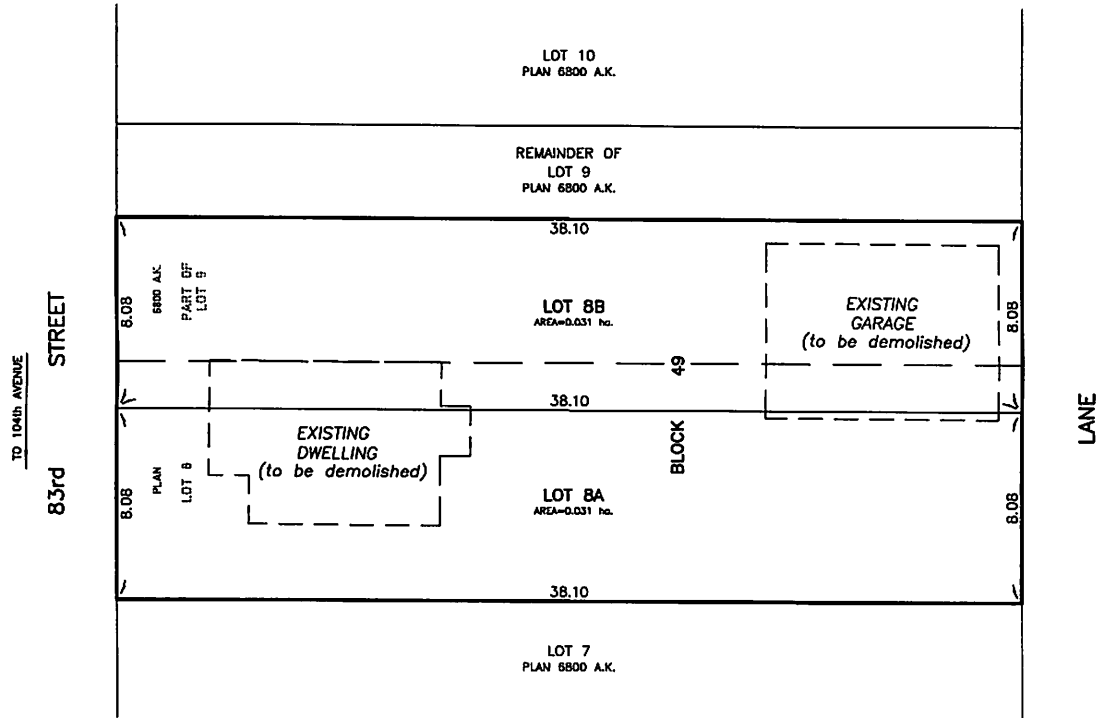 LOT 10
PLAN 6800 A.K.
REMAINDER OF
LOT 9
PLAN 6800 A.K.
38.10
8.08
6800 A.K.
PART OF
LOT 9
LOT 8B
AREA=0.031 ha.
EXISTING
GARAGE
(to be demolished)
8.08
TO 104th AVENUE
83rd STREET
49
38.10
BLOCK
LANE
EXISTING
DWELLING
(to be demolished)
8.08
PLAN
LOT 8
LOT 8A
AREA=0.031 ha.
8.08
38.10
LOT 7
PLAN 6800 A.K.